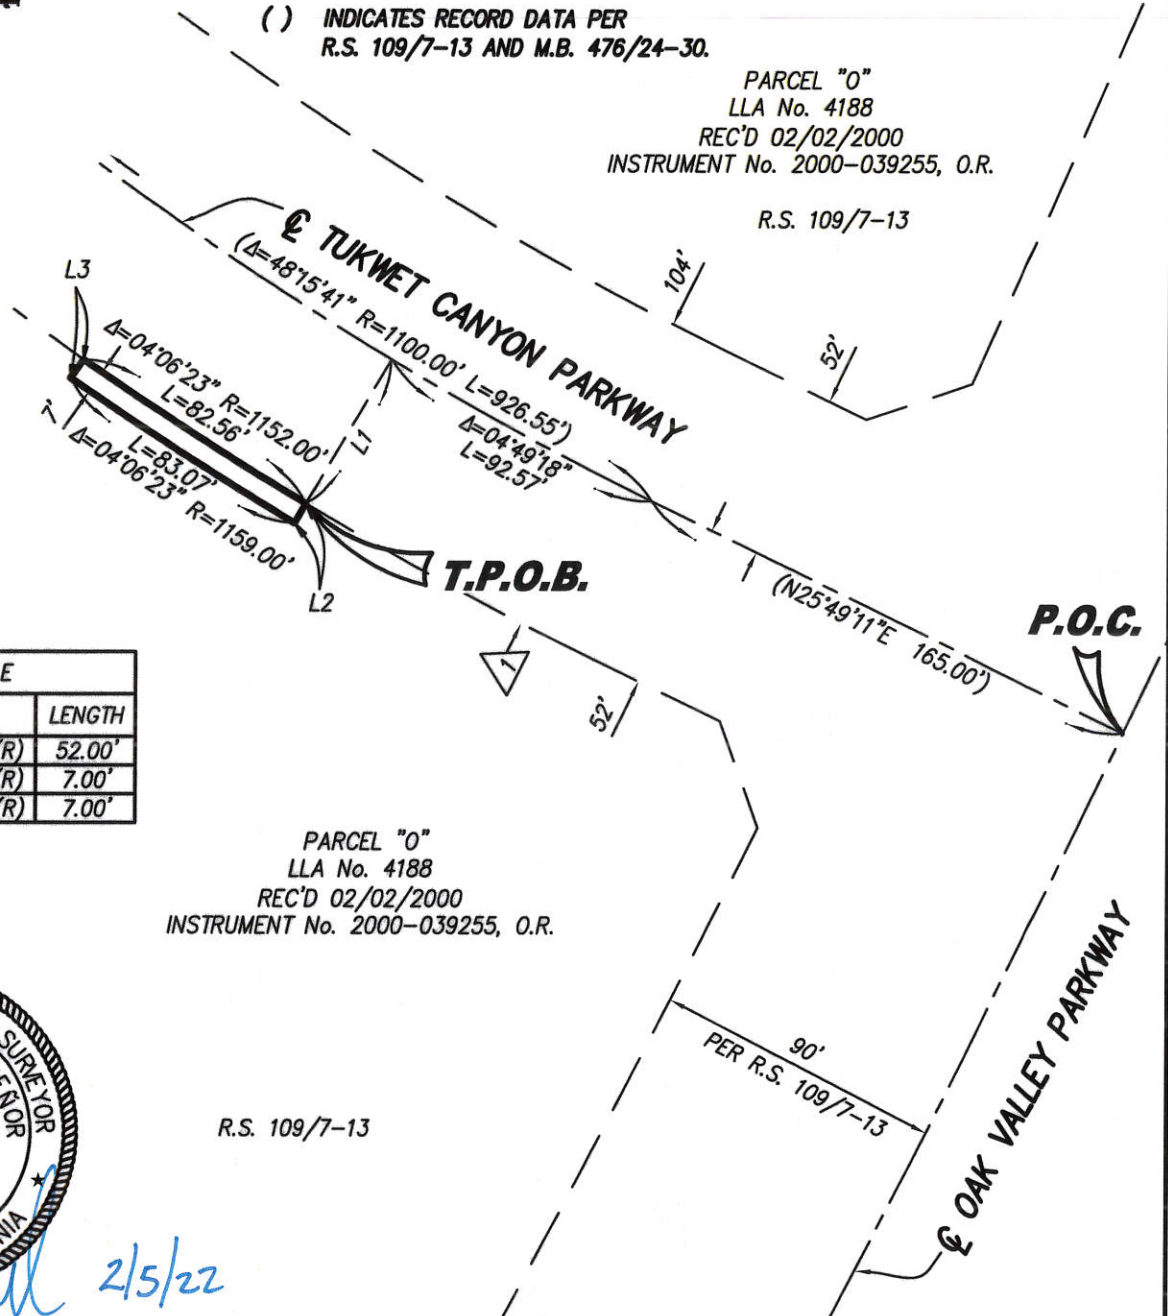 ( ) INDICATES RECORD DATA PER
R.S. 109/7-13 AND M.B. 476/24-30.
PARCEL "O"
LLA No. 4188
REC'D 02/02/2000
INSTRUMENT No. 2000-039255, O.R.
R.S. 109/7-13
℄ TUKWET CANYON PARKWAY
(Δ=48°15'41" R=1100.00' L=926.55')
104'
52'
L3
Δ=04°06'23" R=1152.00'
L=82.56'
L1
Δ=04°49'18"
L=92.57'
7'
L=83.07'
Δ=04°06'23" R=1159.00'
L2
T.P.O.B.
(N25°49'11"E 165.00')
P.O.C.
1
52'
E
LENGTH
(R) 52.00'
(R) 7.00'
(R) 7.00'
PARCEL "O"
LLA No. 4188
REC'D 02/02/2000
INSTRUMENT No. 2000-039255, O.R.
90'
PER R.S. 109/7-13
R.S. 109/7-13
℄ OAK VALLEY PARKWAY
SURVEYOR
2/5/22